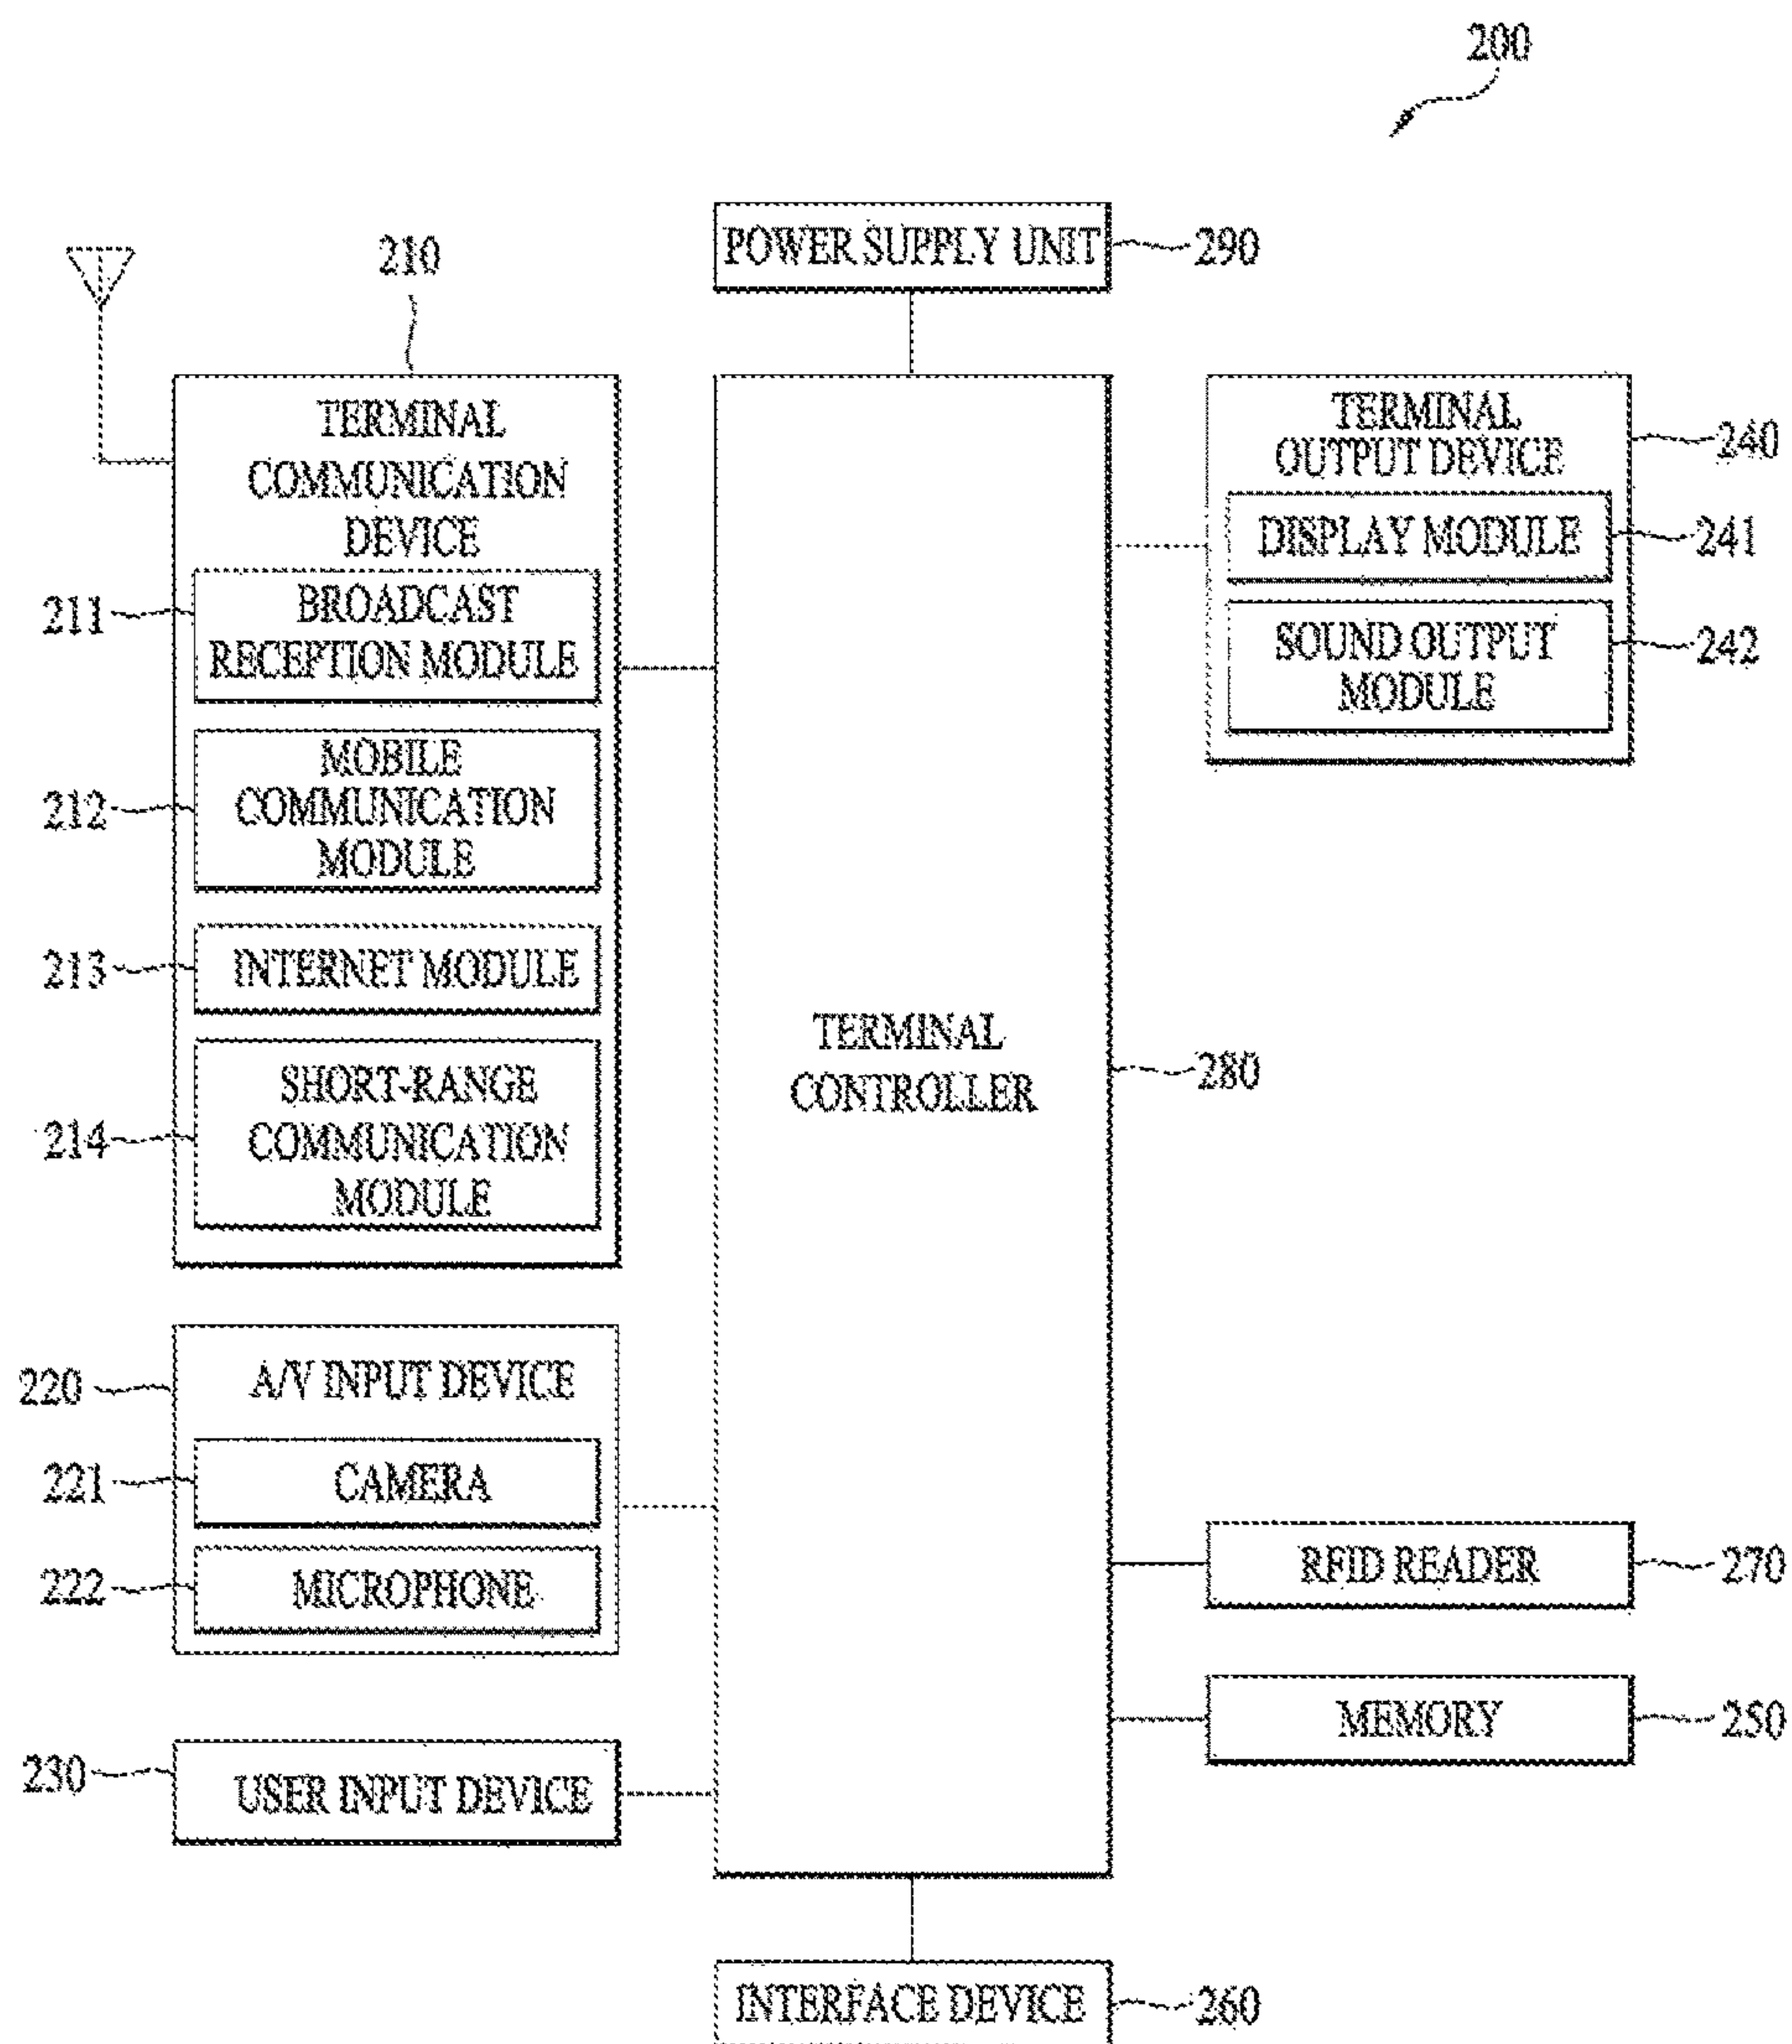 200
POWER SUPPLY UNIT
290
210
TERMINAL
COMMUNICATION
DEVICE
211
BROADCAST
RECEPTION MODULE
212
MOBILE
COMMUNICATION
MODULE
213
INTERNET MODULE
214
SHORT-RANGE
COMMUNICATION
MODULE
TERMINAL
CONTROLLER
280
TERMINAL
OUTPUT DEVICE
240
DISPLAY MODULE
241
SOUND OUTPUT
MODULE
242
220
A/V INPUT DEVICE
221
CAMERA
222
MICROPHONE
230
USER INPUT DEVICE
RFID READER
270
MEMORY
250
INTERFACE DEVICE
260